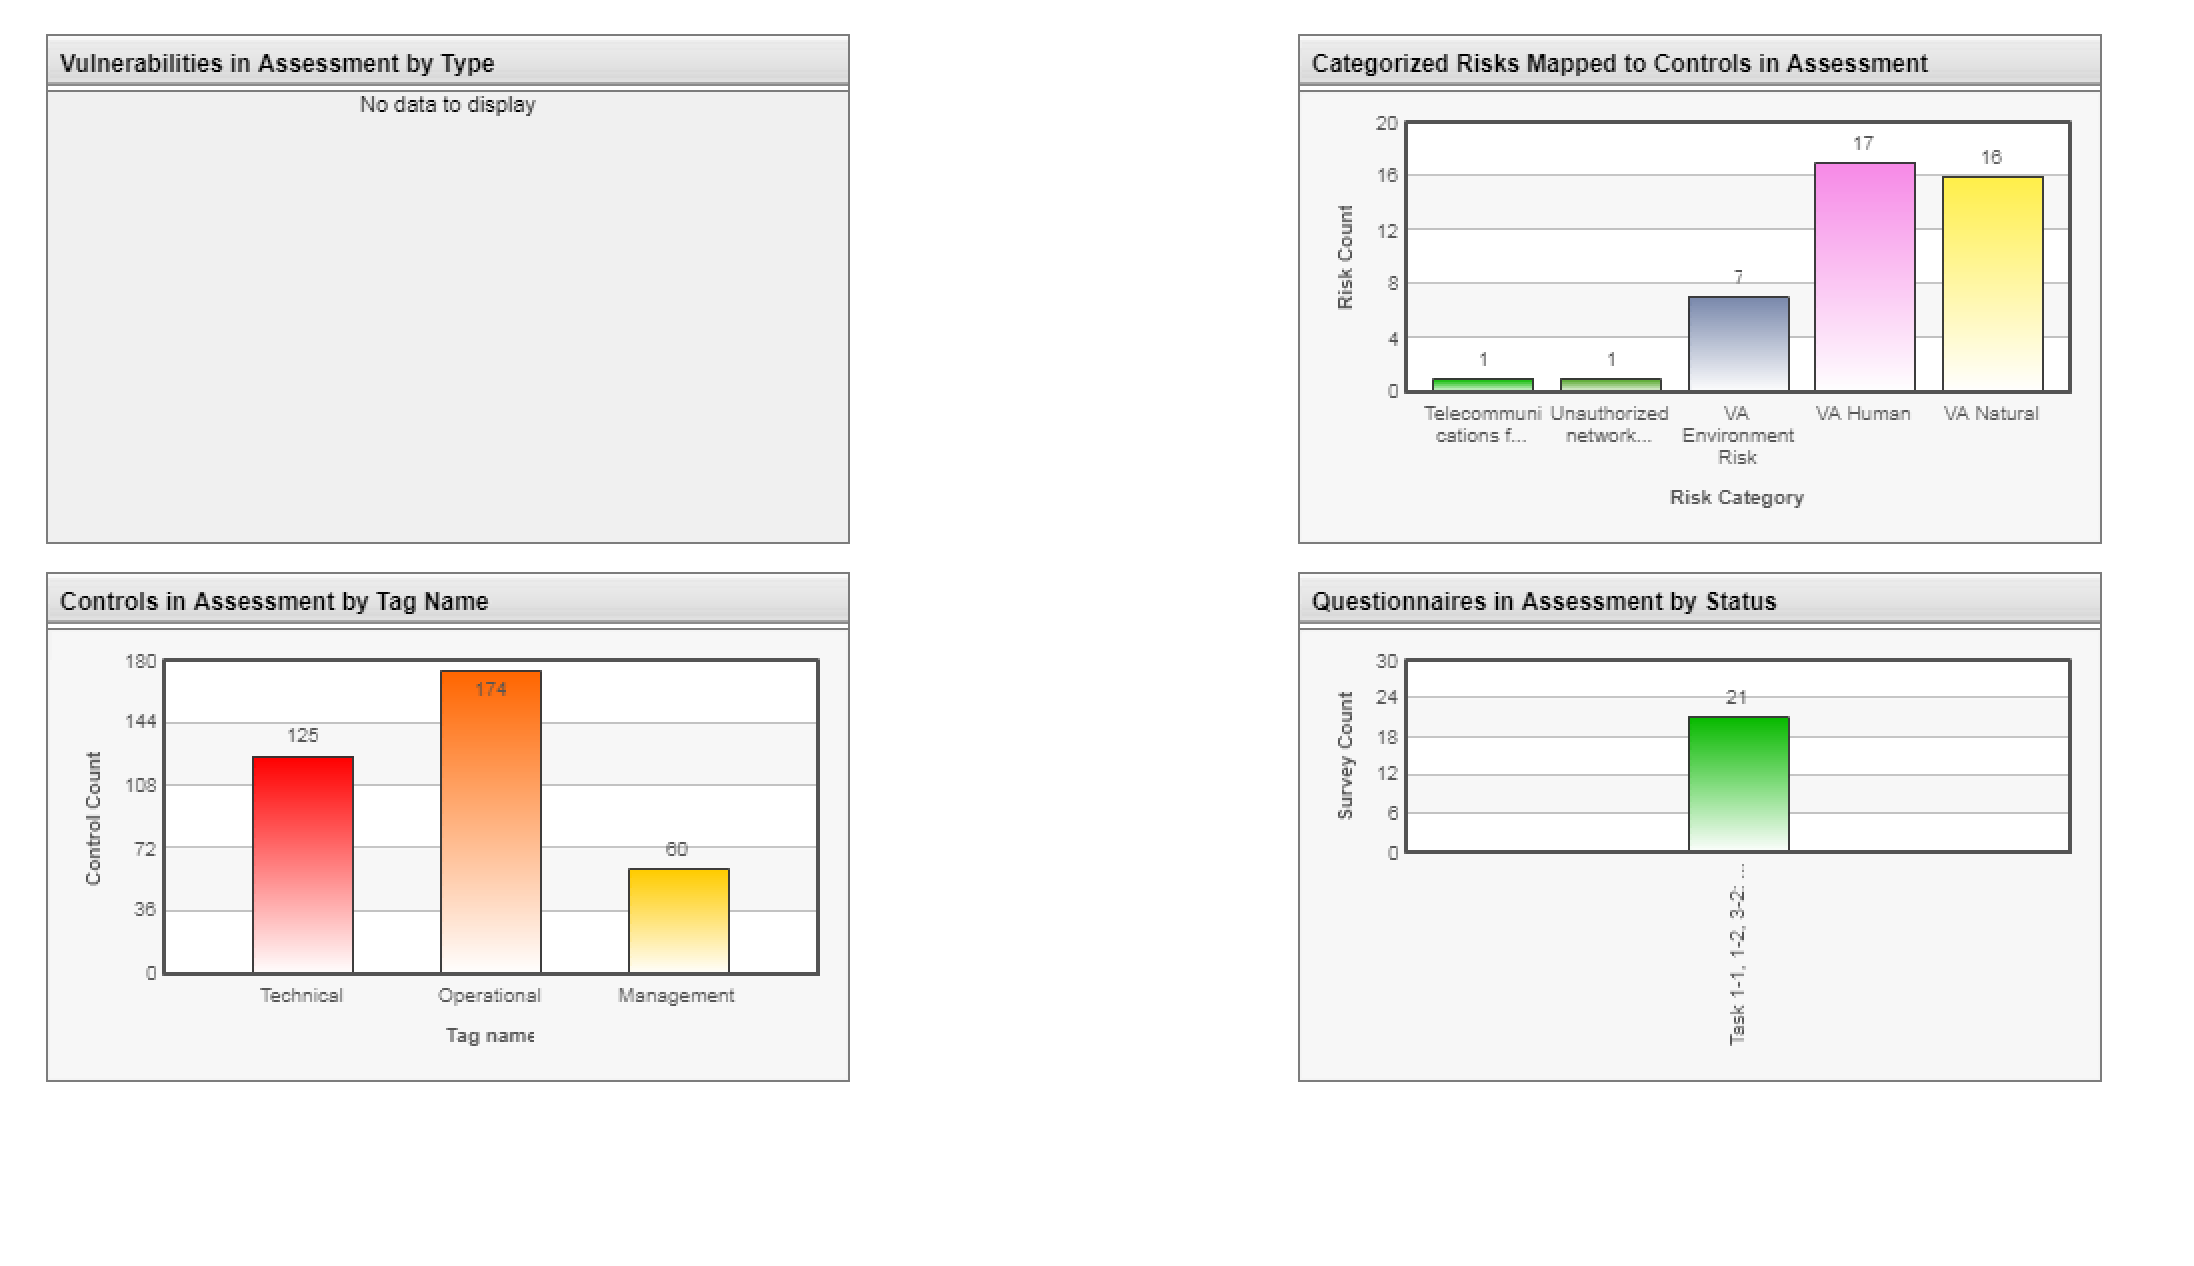 Vulnerabilities in Assessment by Type
No data to display
Categorized Risks Mapped to Controls in Assessment
20
16
12
8
4
0
Risk Count
1
1
7
17
16
Telecommuni
cations f...
Unauthorized
network...
VA
Environment
Risk
VA Human
VA Natural
Risk Category
Controls in Assessment by Tag Name
180
144
108
72
36
0
Control Count
125
174
60
Technical
Operational
Management
Tag name
Questionnaires in Assessment by Status
30
24
18
12
6
0
Survey Count
21
Task 1-1, 1-2, 3-2: ...